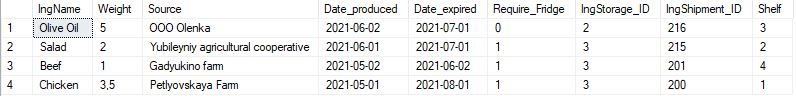 IngName Weight Source Date_produced Date_expired Require_Fridge IngStorage_ID IngShipment_ID Shelf
1 Olive Oil 5 OOO Olenka 2021-06-02 2021-07-01 0 2 216 3
2 Salad 2 Yubileyniy agricultural cooperative 2021-06-01 2021-07-01 1 3 215 2
3 Beef 1 Gadyukino farm 2021-05-02 2021-06-02 1 3 201 4
4 Chicken 3,5 Petlyovskaya Farm 2021-05-01 2021-08-01 1 3 200 1